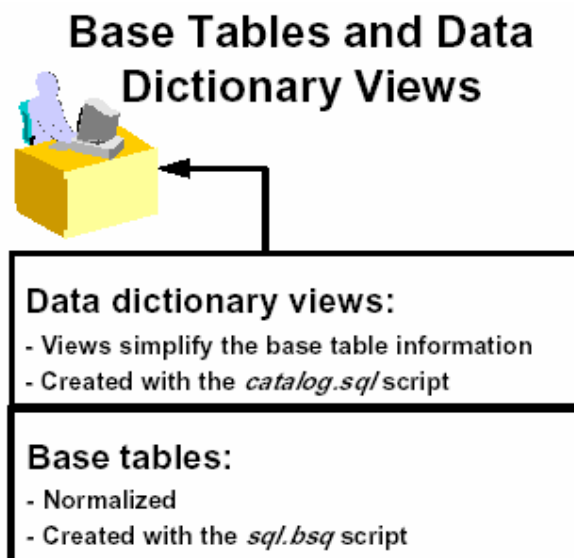 Base Tables and Data
Dictionary Views
Data dictionary views:
- Views simplify the base table information
- Created with the catalog.sql script
Base tables:
- Normalized
- Created with the sql.bsq script